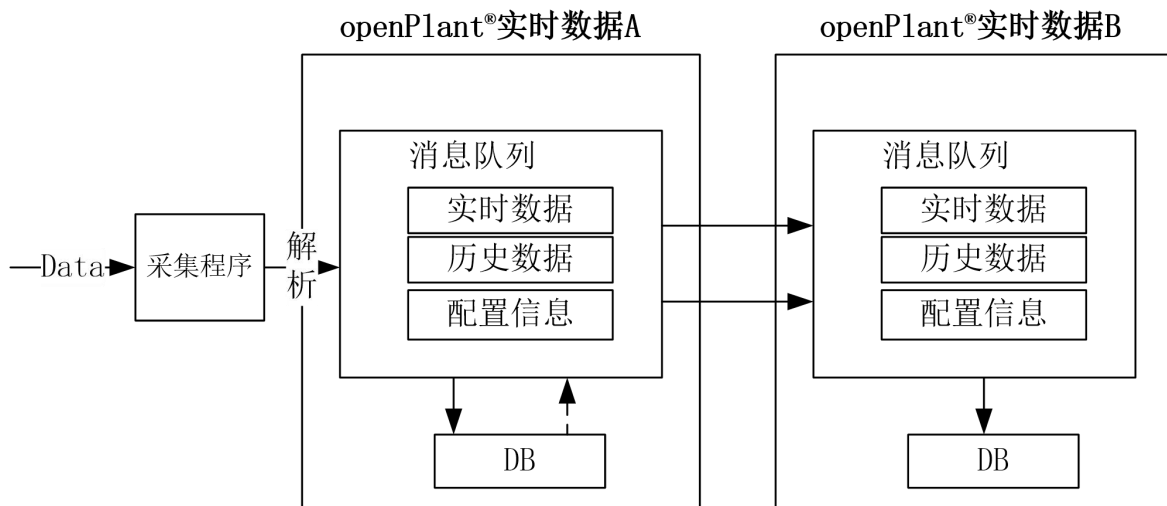 openPlant®实时数据A
openPlant®实时数据B
消息队列
实时数据
历史数据
配置信息
消息队列
实时数据
历史数据
配置信息
Data
采集程序
解
析
DB
DB